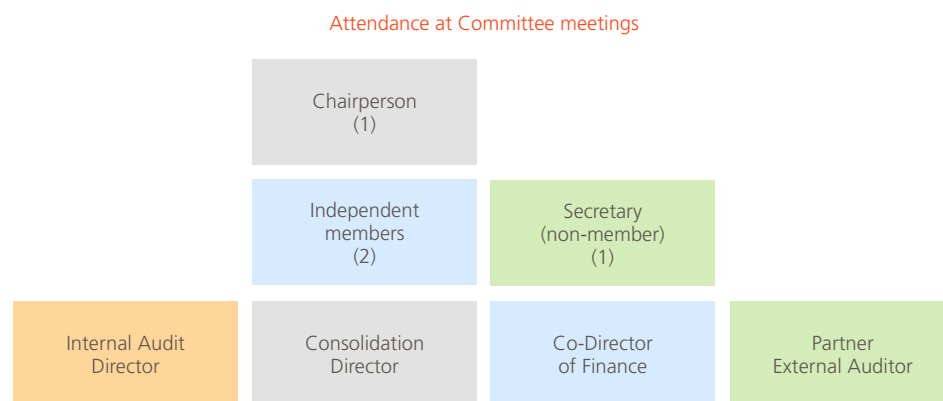 Attendance at Committee meetings
Chairperson
(1)
Independent
members
(2)
Secretary
(non-member)
(1)
Internal Audit
Director
Consolidation
Director
Co-Director
of Finance
Partner
External Auditor